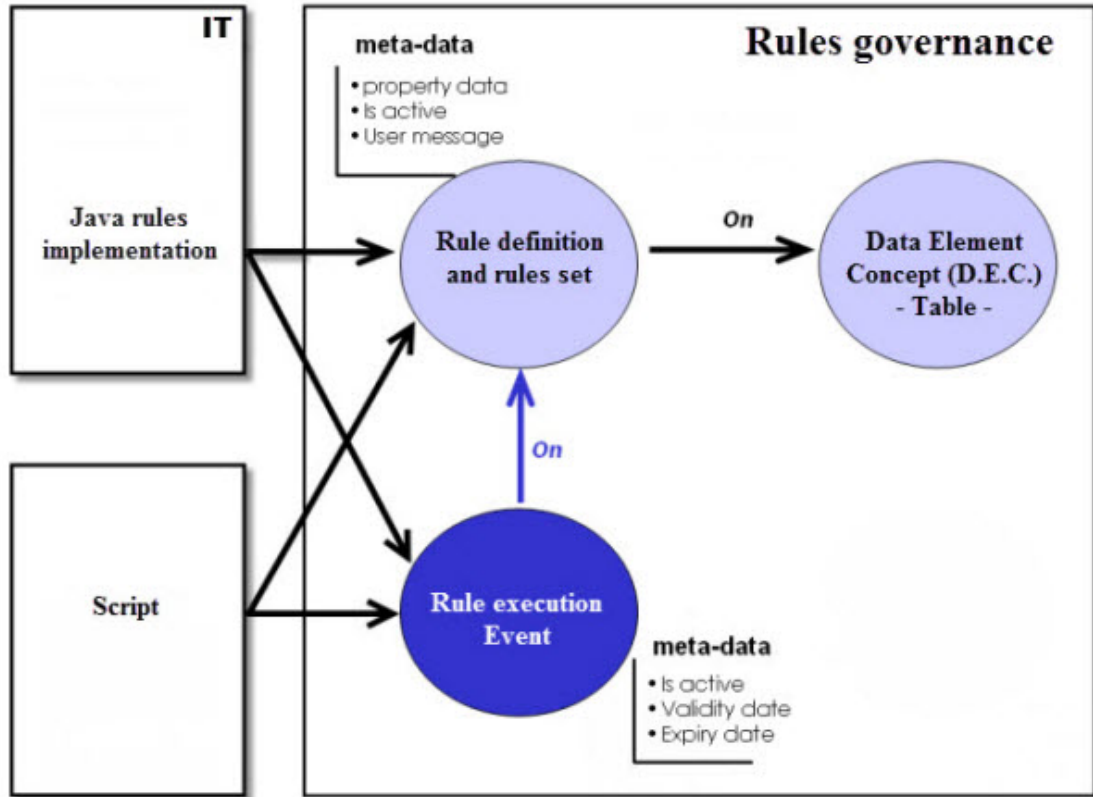 IT
Java rules
implementation
Script
Rules governance
meta-data
• property data
• Is active
• User message
Rule definition
and rules set
On
Data Element
Concept (D.E.C.)
- Table -
On
Rule execution
Event
meta-data
• Is active
• Validity date
• Expiry date